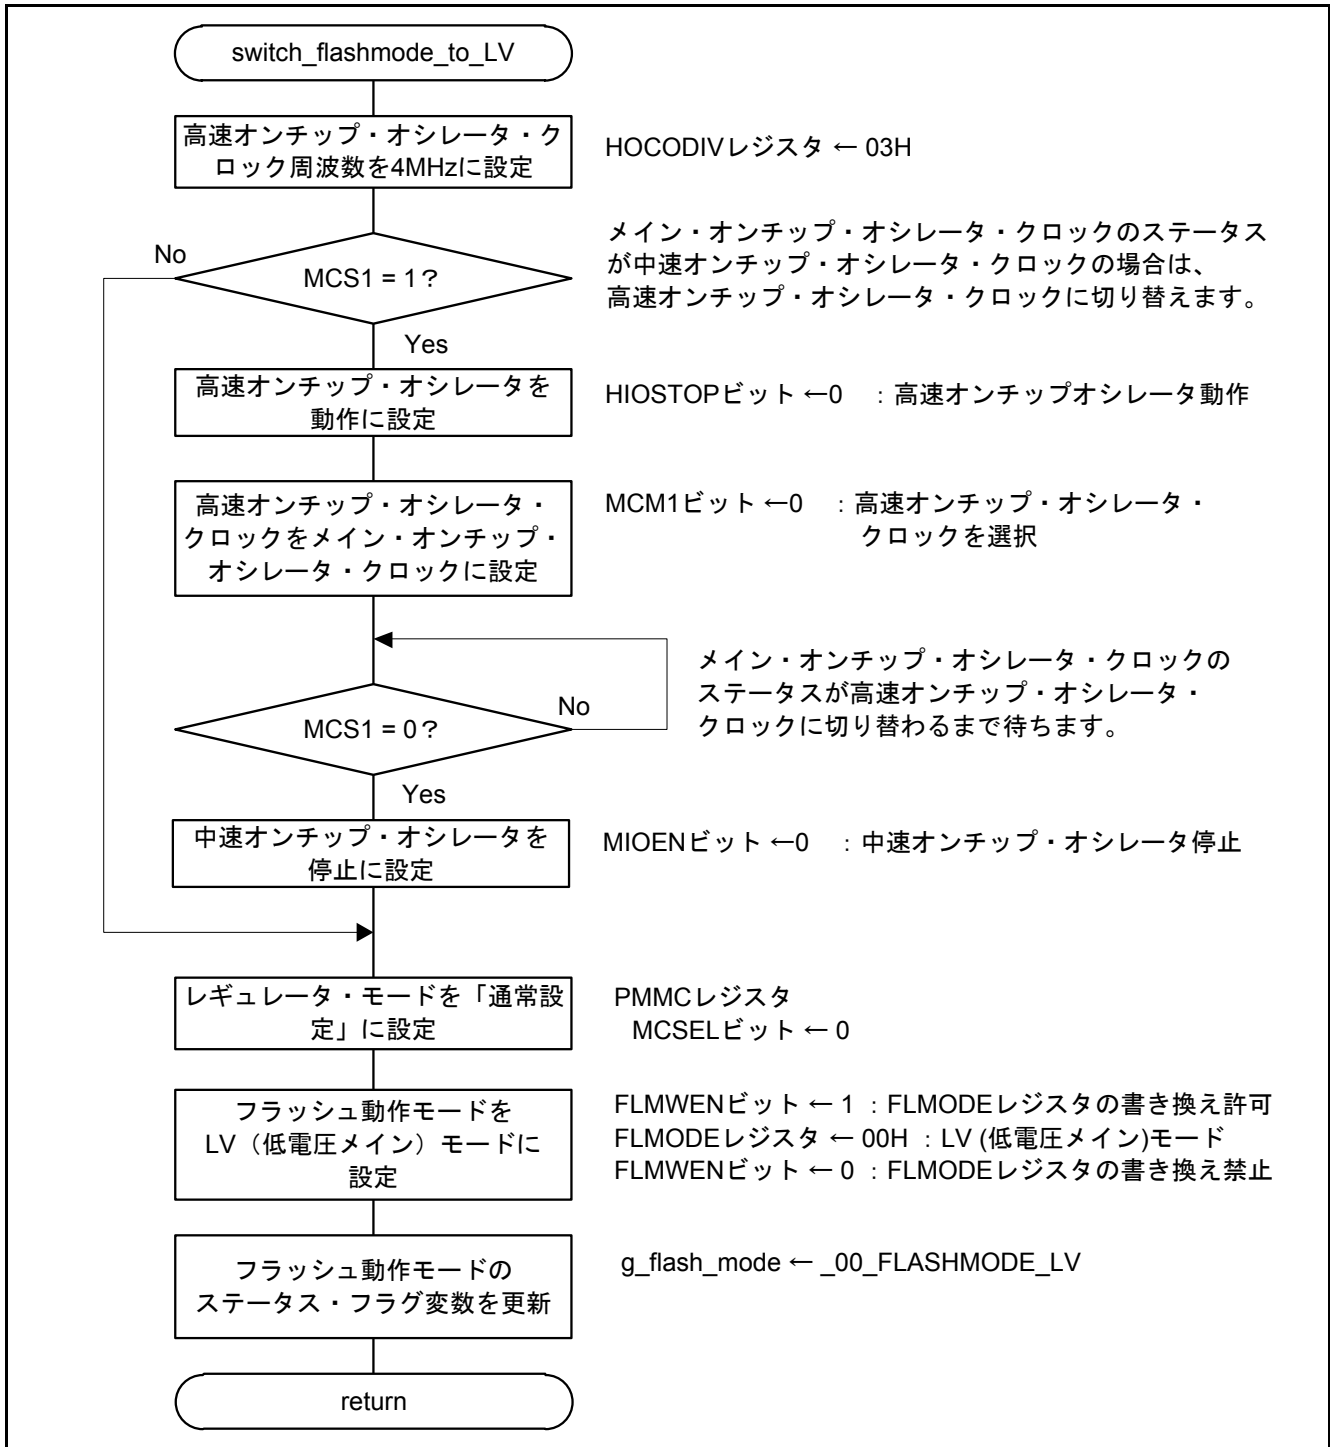 switch_flashmode_to_LV
高速オンチップ・オシレータ・ク
ロック周波数を4MHzに設定
HOCODIVレジスタ ← 03H
メイン・オンチップ・オシレータ・クロックのステータス
が中速オンチップ・オシレータ・クロックの場合は、
高速オンチップ・オシレータ・クロックに切り替えます。
No
MCS1 = 1？
Yes
高速オンチップ・オシレータを
動作に設定
HIOSTOPビット ←0　：高速オンチップオシレータ動作
高速オンチップ・オシレータ・
クロックをメイン・オンチップ・
オシレータ・クロックに設定
MCM1ビット ←0　：高速オンチップ・オシレータ・
クロックを選択
メイン・オンチップ・オシレータ・クロックの
ステータスが高速オンチップ・オシレータ・
クロックに切り替わるまで待ちます。
No
MCS1 = 0？
Yes
中速オンチップ・オシレータを
停止に設定
MIOENビット ←0　：中速オンチップ・オシレータ停止
レギュレータ・モードを「通常設
定」に設定
PMMCレジスタ
MCSELビット ← 0
フラッシュ動作モードを
LV（低電圧メイン）モードに
設定
FLMWENビット ← 1 ：FLMODEレジスタの書き換え許可
FLMODEレジスタ ← 00H ：LV (低電圧メイン)モード
FLMWENビット ← 0 ：FLMODEレジスタの書き換え禁止
フラッシュ動作モードの
ステータス・フラグ変数を更新
g_flash_mode ← _00_FLASHMODE_LV
return